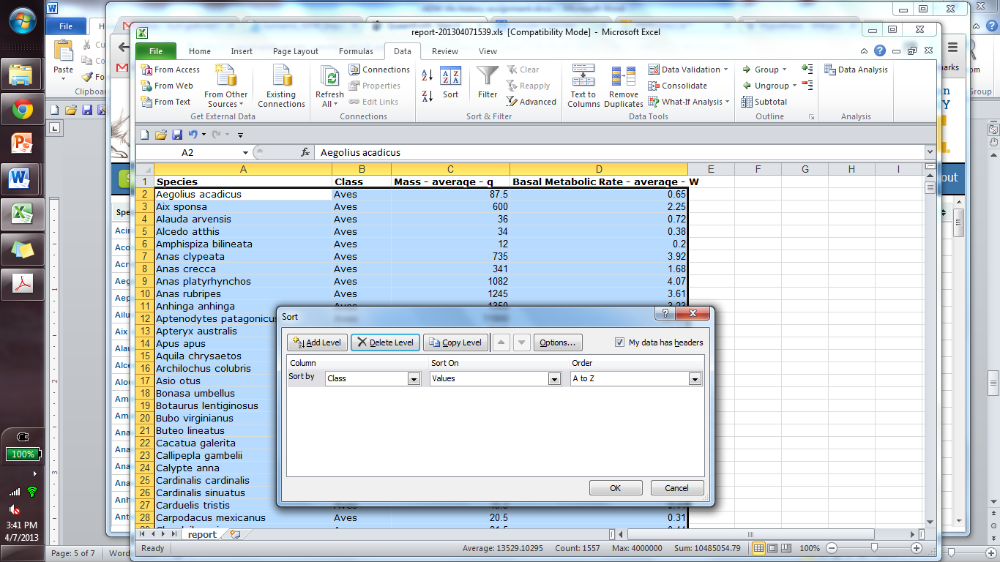 report-201304071539.xls [Compatibility Mode] - Microsoft Excel
File
File Home Insert Page Layout Formulas Data Review View
Paste
Clipboa
From Access
From Web
From Text
From Other Sources
Existing Connections
Get External Data
Refresh All
Connections
Properties
Edit Links
Connections
Sort
Filter
Clear
Reapply
Advanced
Sort & Filter
Text to Columns
Remove Duplicates
Data Validation
Consolidate
What-If Analysis
Data Tools
Group
Ungroup
Subtotal
Outline
Data Analysis
Analysis
A2 fx Aegolius acadicus
A B C D E F G H I
1 Species Class Mass - average - g Basal Metabolic Rate - average - W
2 Aegolius acadicus Aves 87.5 0.65
3 Aix sponsa Aves 600 2.25
4 Alauda arvensis Aves 36 0.72
5 Alcedo atthis Aves 34 0.38
6 Amphispiza bilineata Aves 12 0.2
7 Anas clypeata Aves 735 3.92
8 Anas crecca Aves 341 1.68
9 Anas platyrhynchos Aves 1082 4.07
10 Anas rubripes Aves 1245 3.61
11 Anhinga anhinga
12 Aptenodytes patagonicus
13 Apteryx australis
14 Apus apus
15 Aquila chrysaetos
16 Archilochus colubris
17 Asio otus
18 Bonasa umbellus
19 Botaurus lentiginosus
20 Bubo virginianus
21 Buteo lineatus
22 Cacatua galerita
23 Callipepla gambelii
24 Calypte anna
25 Cardinalis cardinalis
26 Cardinalis sinuatus
27 Carduelis tristis
28 Carpodacus mexicanus Aves 20.5 0.31
Sort
Add Level Delete Level Copy Level Options... My data has headers
Column Sort On Order
Sort by Class Values A to Z
OK Cancel
report
Ready Average: 13529.10295 Count: 1557 Max: 4000000 Sum: 10485054.79 100%
Page: 5 of 7 Word
100%
3:41 PM
4/7/2013